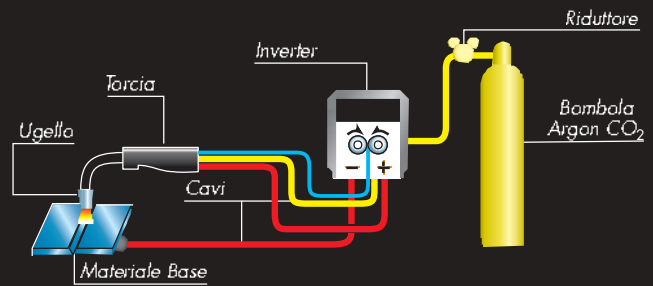 Riduttore
Inverter
Torcia
Bombola
Argon CO2
Ugello
- +
Cavi
Materiale Base